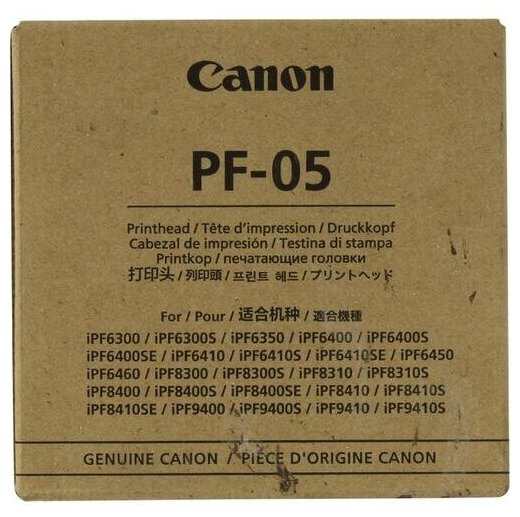 Canon
PF-05
Printhead / Tête d'impression / Druckkopf
Cabezal de impresión / Testina di stampa
Printkop / печатающие головки
打印头 / 列印頭 / 프린트 헤드 / プリントヘッド
For / Pour / 适合机种 / 適合機種
iPF6300 / iPF6300S / iPF6350 / iPF6400 / iPF6400S
iPF6400SE / iPF6410 / iPF6410S / iPF6410SE / iPF6450
iPF6460 / iPF8300 / iPF8300S / iPF8310 / iPF8310S
iPF8400 / iPF8400S / iPF8400SE / iPF8410 / iPF8410S
iPF8410SE / iPF9400 / iPF9400S / iPF9410 / iPF9410S
GENUINE CANON / PIÈCE D'ORIGINE CANON